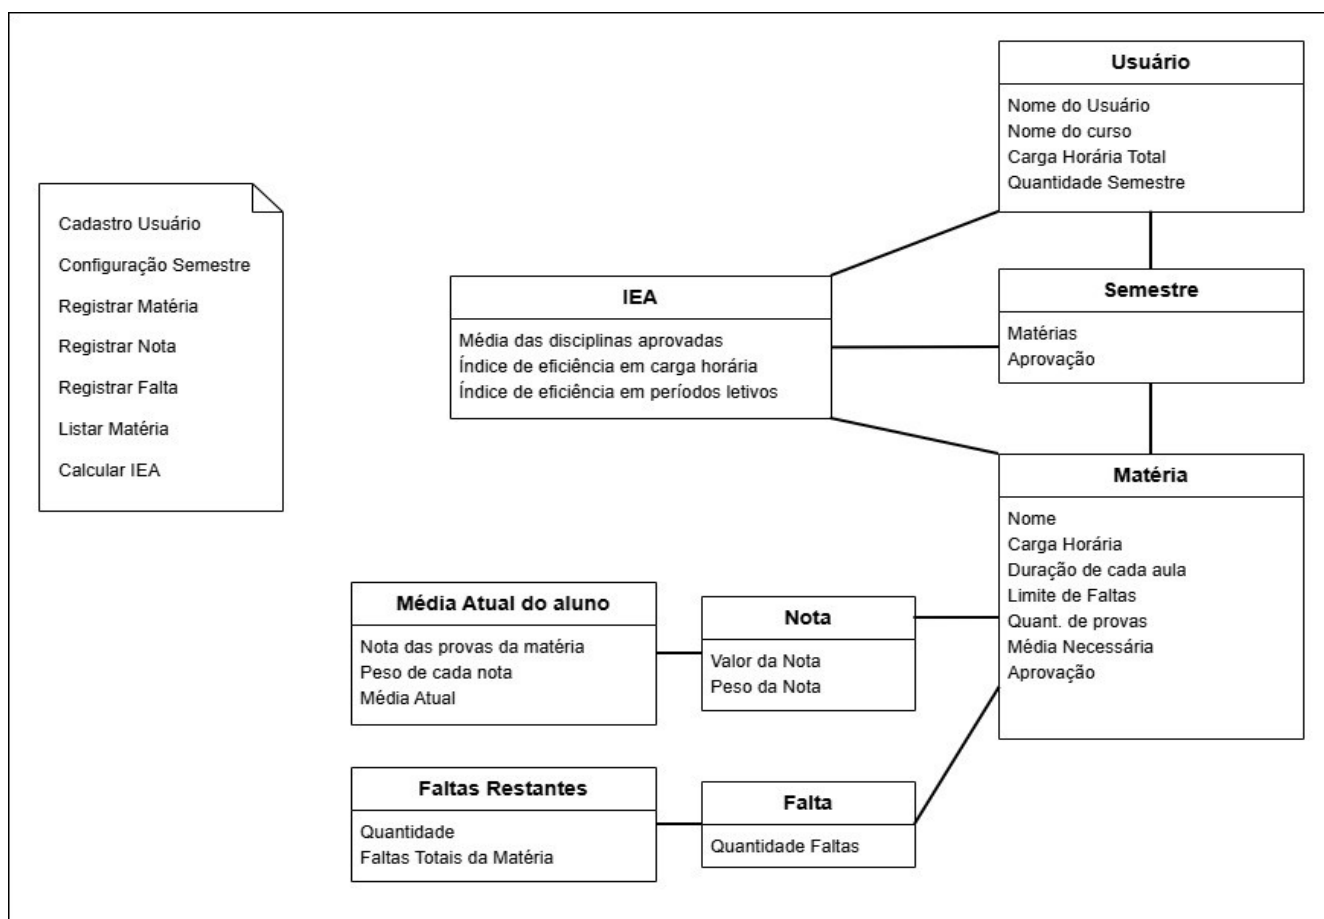 Cadastro Usuário
Configuração Semestre
Registrar Matéria
Registrar Nota
Registrar Falta
Listar Matéria
Calcular IEA
Usuário
Nome do Usuário
Nome do curso
Carga Horária Total
Quantidade Semestre
IEA
Média das disciplinas aprovadas
Índice de eficiência em carga horária
Índice de eficiência em períodos letivos
Semestre
Matérias
Aprovação
Matéria
Nome
Carga Horária
Duração de cada aula
Limite de Faltas
Quant. de provas
Média Necessária
Aprovação
Média Atual do aluno
Nota das provas da matéria
Peso de cada nota
Média Atual
Nota
Valor da Nota
Peso da Nota
Faltas Restantes
Quantidade
Faltas Totais da Matéria
Falta
Quantidade Faltas